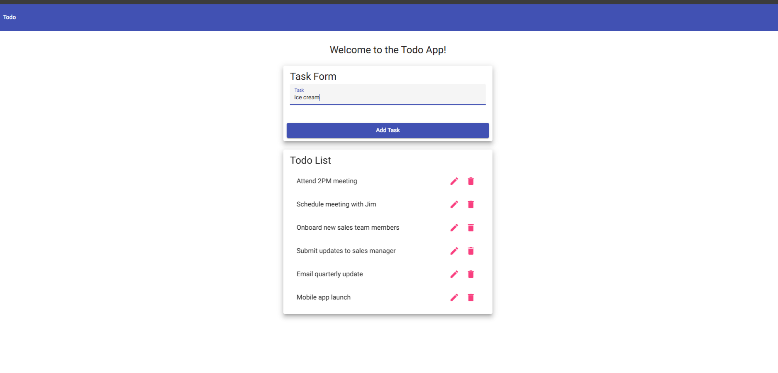 Todo
Welcome to the Todo App!
Task Form
Task
ice cream
Add Task
Todo List
Attend 2PM meeting
Schedule meeting with Jim
Onboard new sales team members
Submit updates to sales manager
Email quarterly update
Mobile app launch